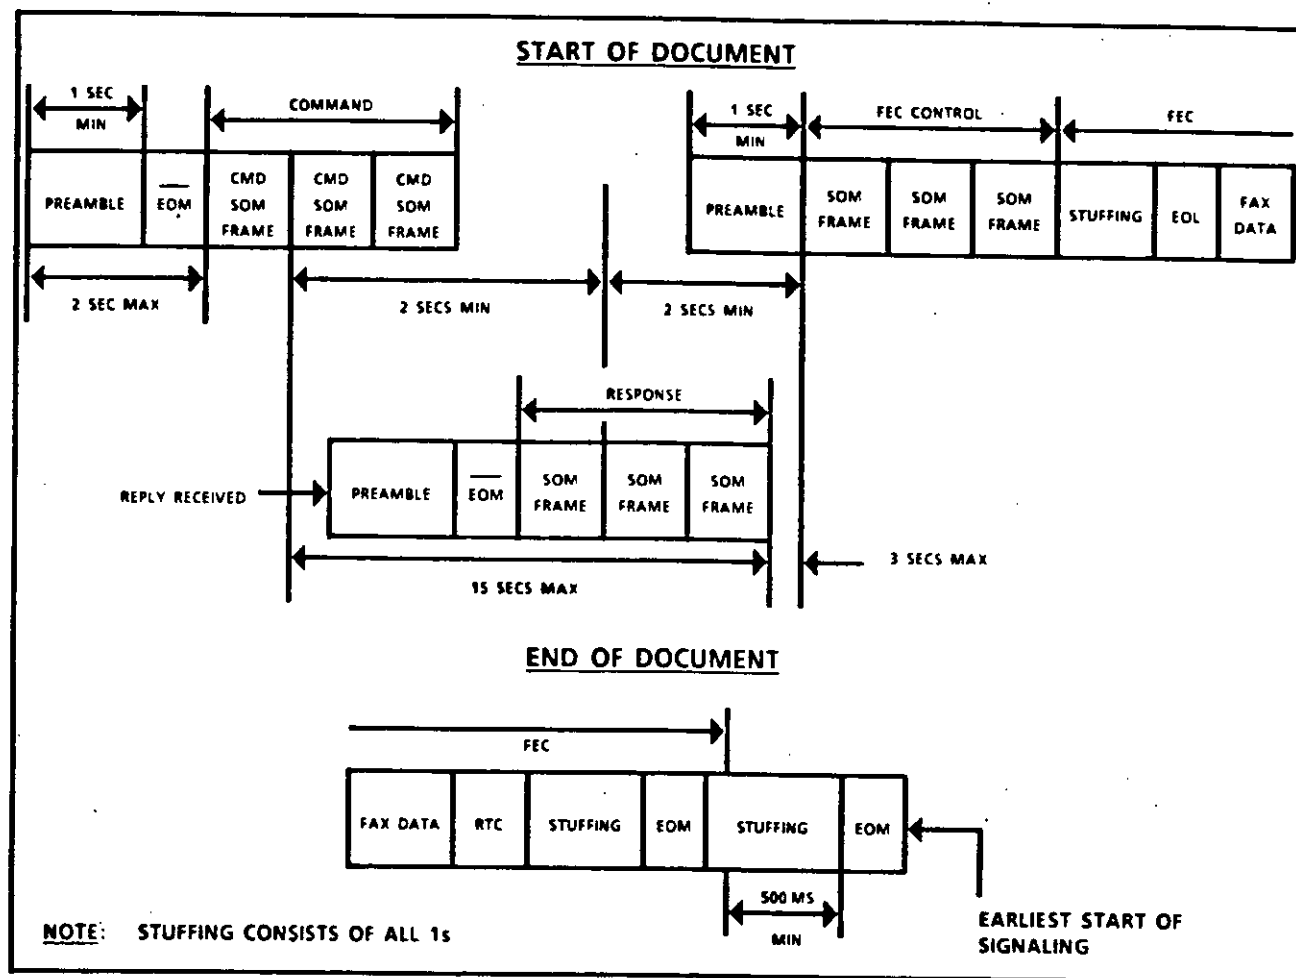 START OF DOCUMENT
1 SEC
MIN
COMMAND
1 SEC
MIN
FEC CONTROL
FEC
PREAMBLE
EOM
CMD
SOM
FRAME
CMD
SOM
FRAME
CMD
SOM
FRAME
PREAMBLE
SOM
FRAME
SOM
FRAME
SOM
FRAME
STUFFING
EOL
FAX
DATA
2 SEC MAX
2 SECS MIN
2 SECS MIN
RESPONSE
REPLY RECEIVED
PREAMBLE
EOM
SOM
FRAME
SOM
FRAME
SOM
FRAME
15 SECS MAX
3 SECS MAX
END OF DOCUMENT
FEC
FAX DATA
RTC
STUFFING
EOM
STUFFING
EOM
500 MS
MIN
EARLIEST START OF
SIGNALING
NOTE: STUFFING CONSISTS OF ALL 1s